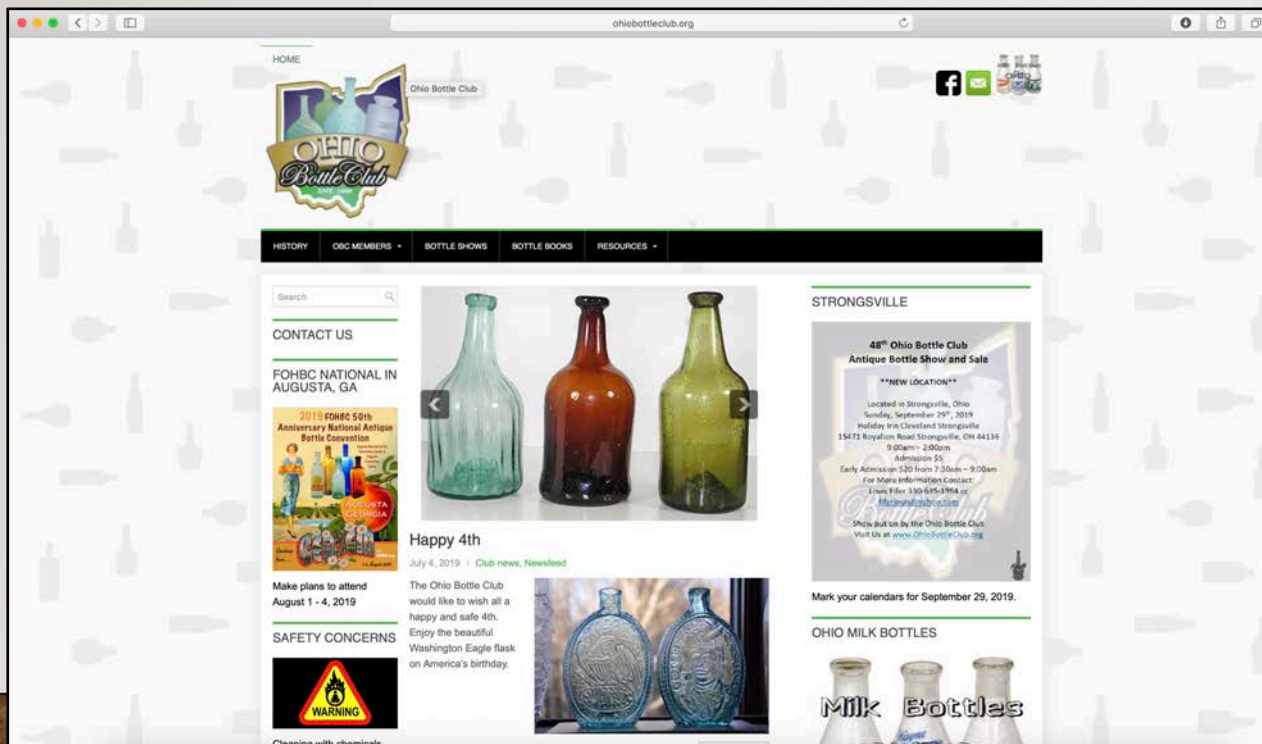 ohiobottleclub.org
HOME
Ohio Bottle Club
OHIO
Bottle Club
HISTORY
OBC MEMBERS
BOTTLE SHOWS
BOTTLE BOOKS
RESOURCES
Search
CONTACT US
FOHBC NATIONAL IN
AUGUSTA, GA
2019 FOHBC 50th
Anniversary National Antique
Bottle Convention
AUGUSTA
GEORGIA
Make plans to attend
August 1 - 4, 2019
SAFETY CONCERNS
WARNING
Cleaning with chemicals
Happy 4th
July 4, 2019 | Club news, Newsfeed
The Ohio Bottle Club
would like to wish all a
happy and safe 4th.
Enjoy the beautiful
Washington Eagle flask
on America's birthday.
STRONGSVILLE
48th Ohio Bottle Club
Antique Bottle Show and Sale
**NEW LOCATION**
Located in Strongsville, Ohio
Sunday, September 29th, 2019
Holiday Inn Cleveland Strongsville
15471 Royalton Road Strongsville, OH 44136
9:00am – 2:00pm
Admission $5
Early Admission $20 from 7:30am – 9:00am
For More Information Contact:
Show put on by the Ohio Bottle Club
Visit Us at www.OhioBottleClub.org
Mark your calendars for September 29, 2019.
OHIO MILK BOTTLES
Milk Bottles